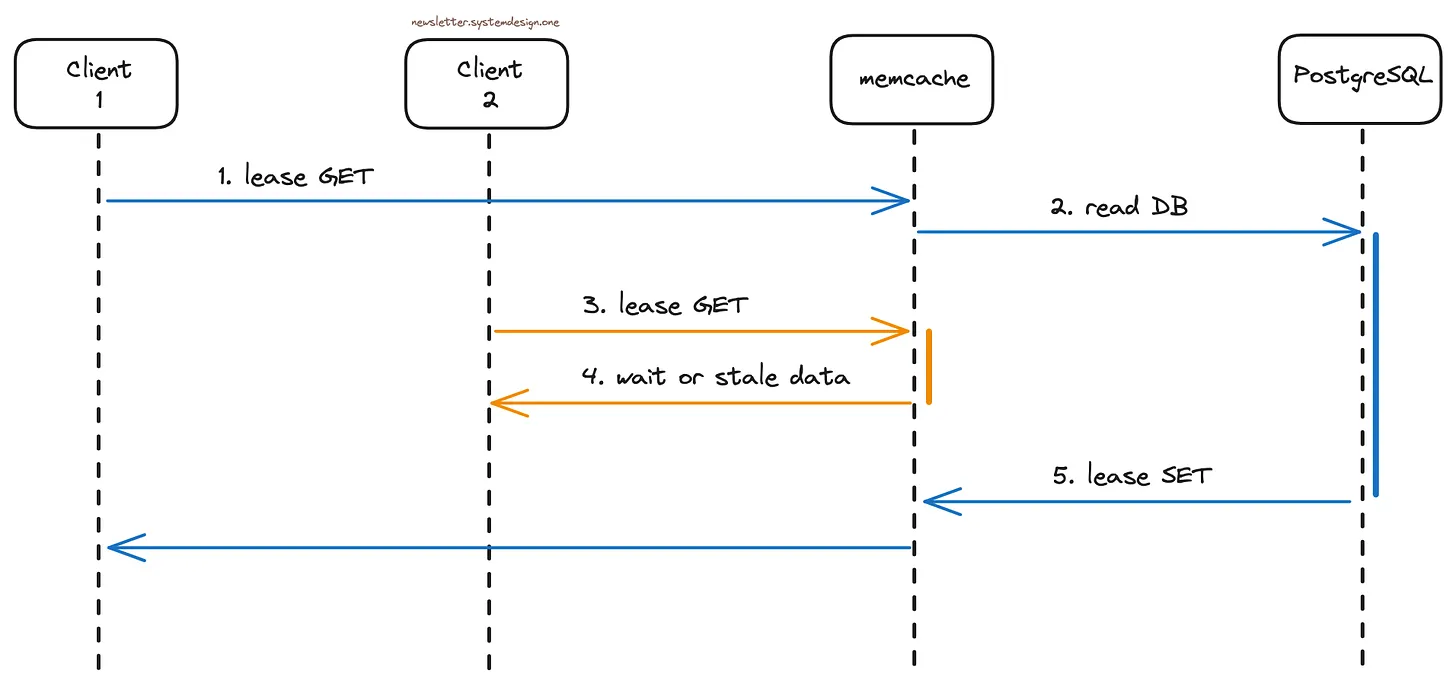 newsletter.systemdesign.one
Client
1
Client
2
memcache
PostgreSQL
1. lease GET
2. read DB
3. lease GET
4. wait or stale data
5. lease SET